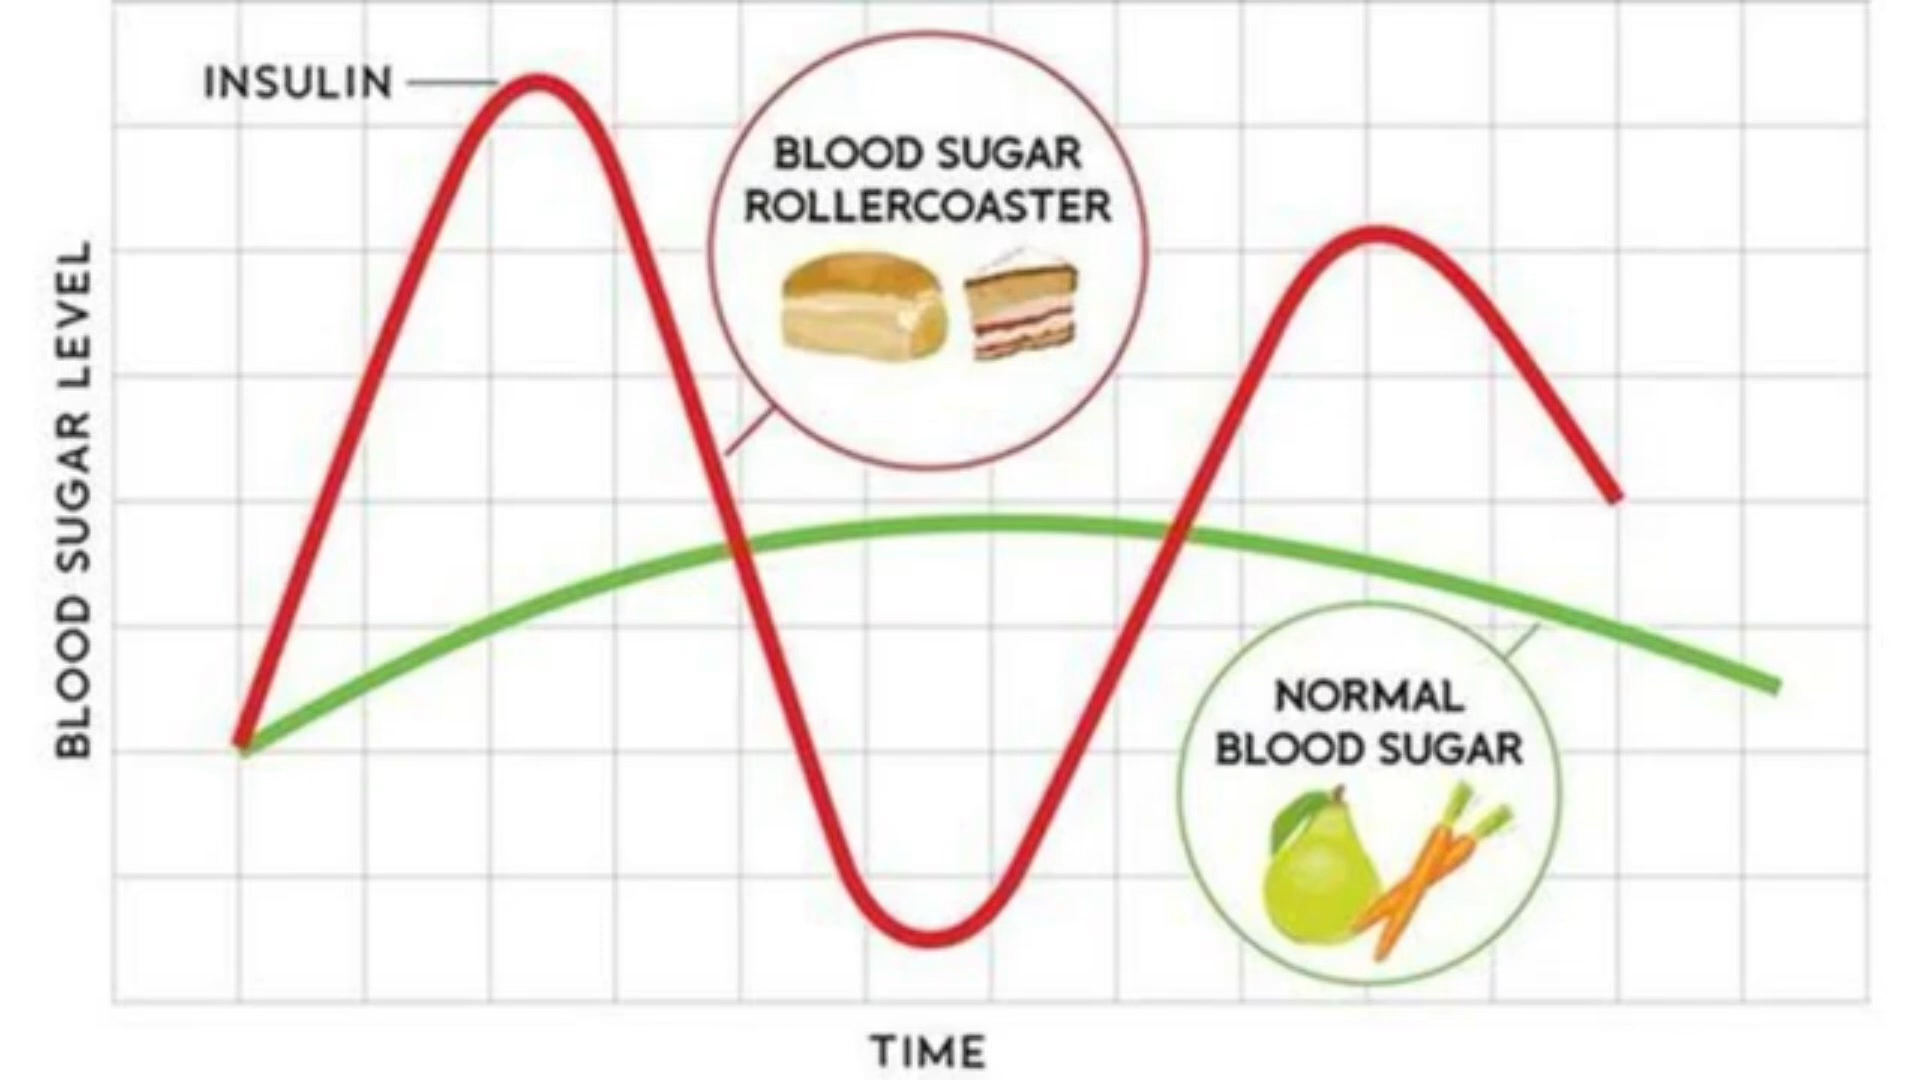 INSULIN
BLOOD SUGAR
ROLLERCOASTER
BLOOD SUGAR LEVEL
NORMAL
BLOOD SUGAR
TIME